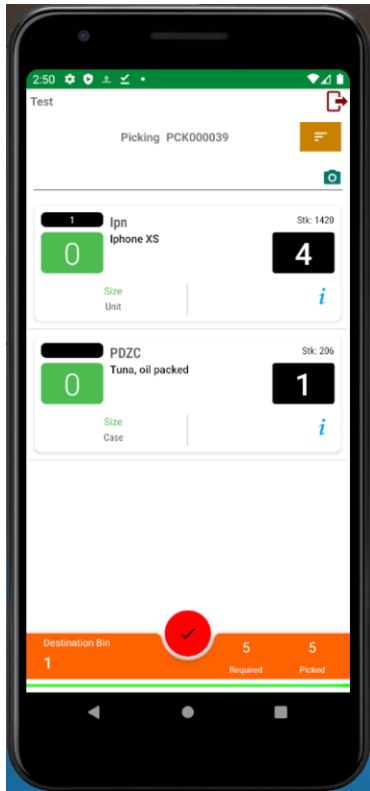 2:50
Test
Picking PCK000039
1
Ipn
Stk: 1420
0
Iphone XS
4
Size
Unit
i
PDZC
Stk: 206
0
Tuna, oil packed
1
Size
Case
i
Destination Bin
1
5
5
Required
Picked